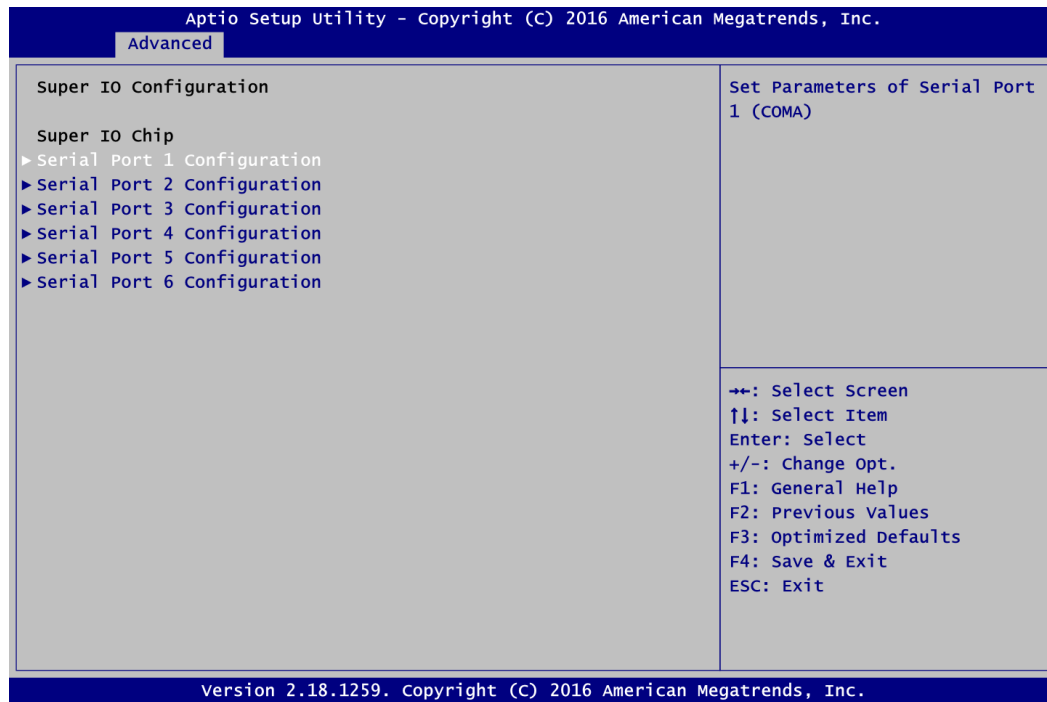 Aptio Setup Utility - Copyright (C) 2016 American Megatrends, Inc.
Advanced
Super IO Configuration
Super IO Chip
▶ Serial Port 1 Configuration
▶ Serial Port 2 Configuration
▶ Serial Port 3 Configuration
▶ Serial Port 4 Configuration
▶ Serial Port 5 Configuration
▶ Serial Port 6 Configuration
Set Parameters of Serial Port
1 (COMA)
→←: Select Screen
↑↓: Select Item
Enter: Select
+/-: Change Opt.
F1: General Help
F2: Previous Values
F3: Optimized Defaults
F4: Save & Exit
ESC: Exit
Version 2.18.1259. Copyright (C) 2016 American Megatrends, Inc.